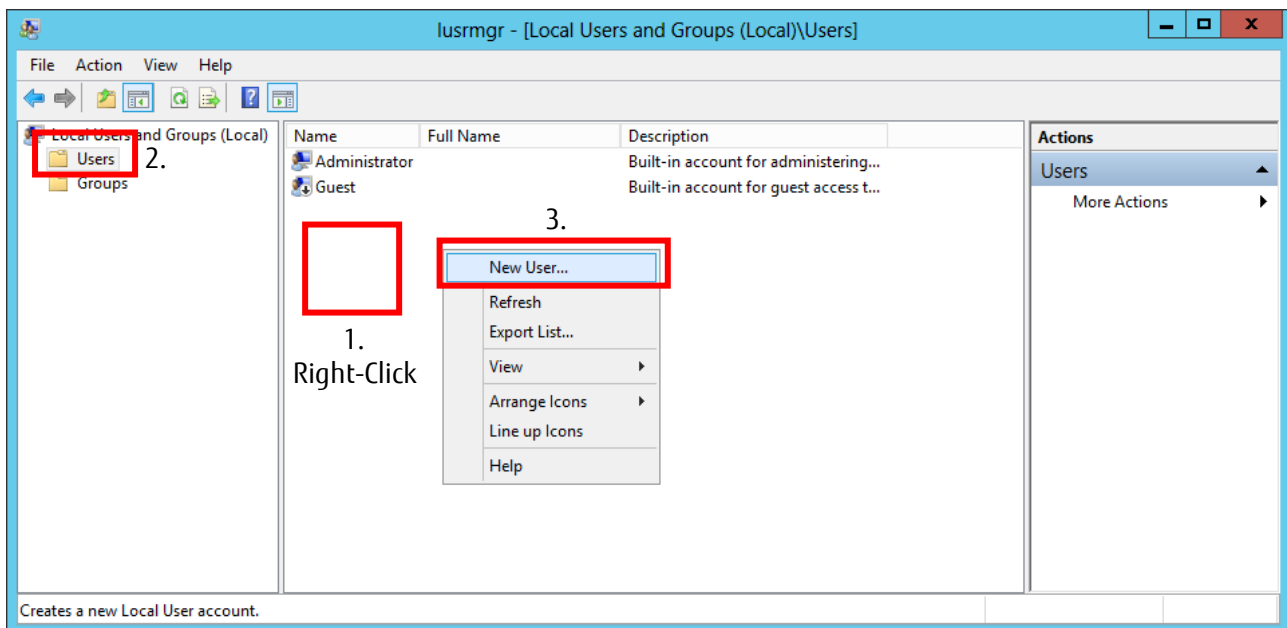 lusrmgr - [Local Users and Groups (Local)\Users]
File Action View Help
Local Users and Groups (Local)
Users
2.
Groups
Name Full Name Description
Administrator Built-in account for administering...
Guest Built-in account for guest access t...
1.
Right-Click
3.
New User...
Refresh
Export List...
View
Arrange Icons
Line up Icons
Help
Actions
Users
More Actions
Creates a new Local User account.